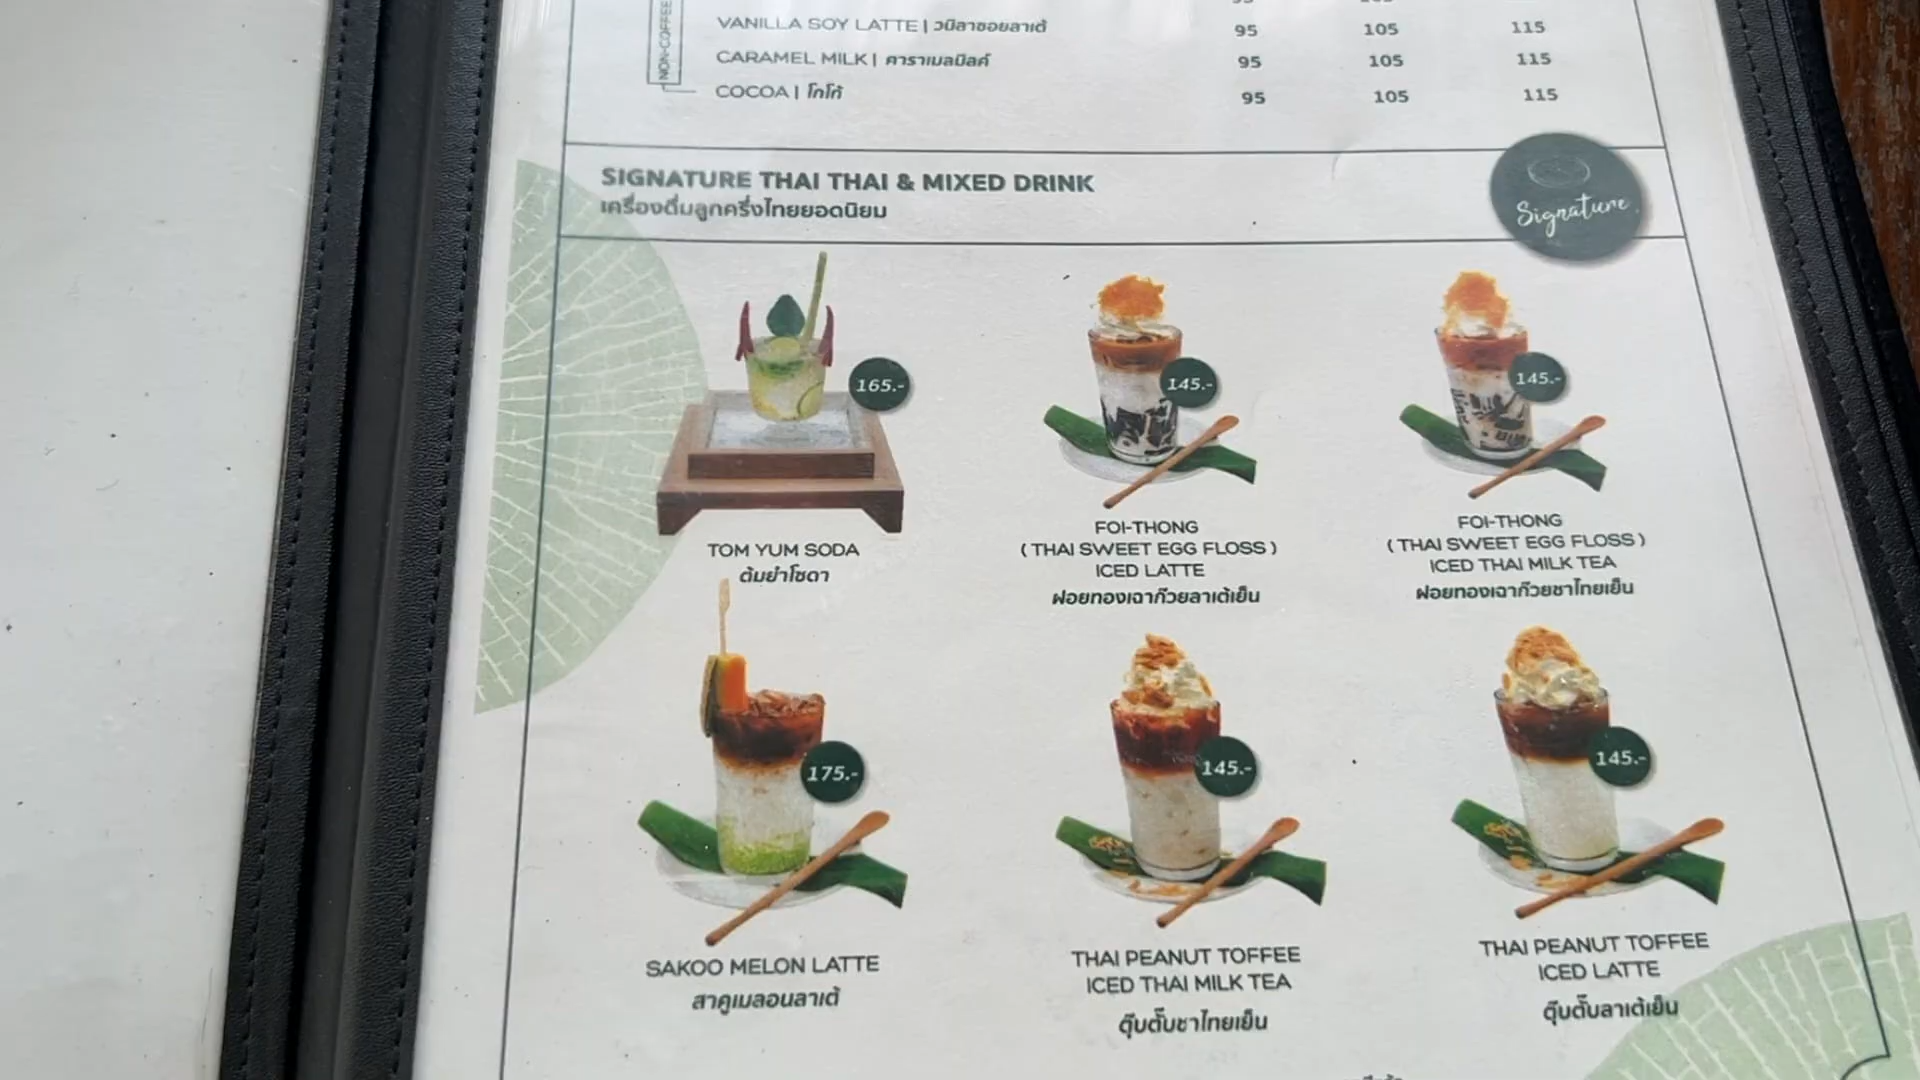 NON-COFFEE
VANILLA SOY LATTE | วนิลาซอยลาเต้ 95 105 115
CARAMEL MILK | คาราเมลมิลค์ 95 105 115
COCOA | โกโก้ 95 105 115
SIGNATURE THAI THAI & MIXED DRINK
เครื่องดื่มลูกครึ่งไทยยอดนิยม
Signature
165.-
145.-
145.-
TOM YUM SODA
ต้มยำโซดา
FOI-THONG
( THAI SWEET EGG FLOSS )
ICED LATTE
ฝอยทองเฉาก๊วยลาเต้เย็น
FOI-THONG
( THAI SWEET EGG FLOSS )
ICED THAI MILK TEA
ฝอยทองเฉาก๊วยชาไทยเย็น
175.-
145.-
145.-
SAKOO MELON LATTE
สาคูเมลอนลาเต้
THAI PEANUT TOFFEE
ICED THAI MILK TEA
ตุ๊บตั๊บชาไทยเย็น
THAI PEANUT TOFFEE
ICED LATTE
ตุ๊บตั๊บลาเต้เย็น